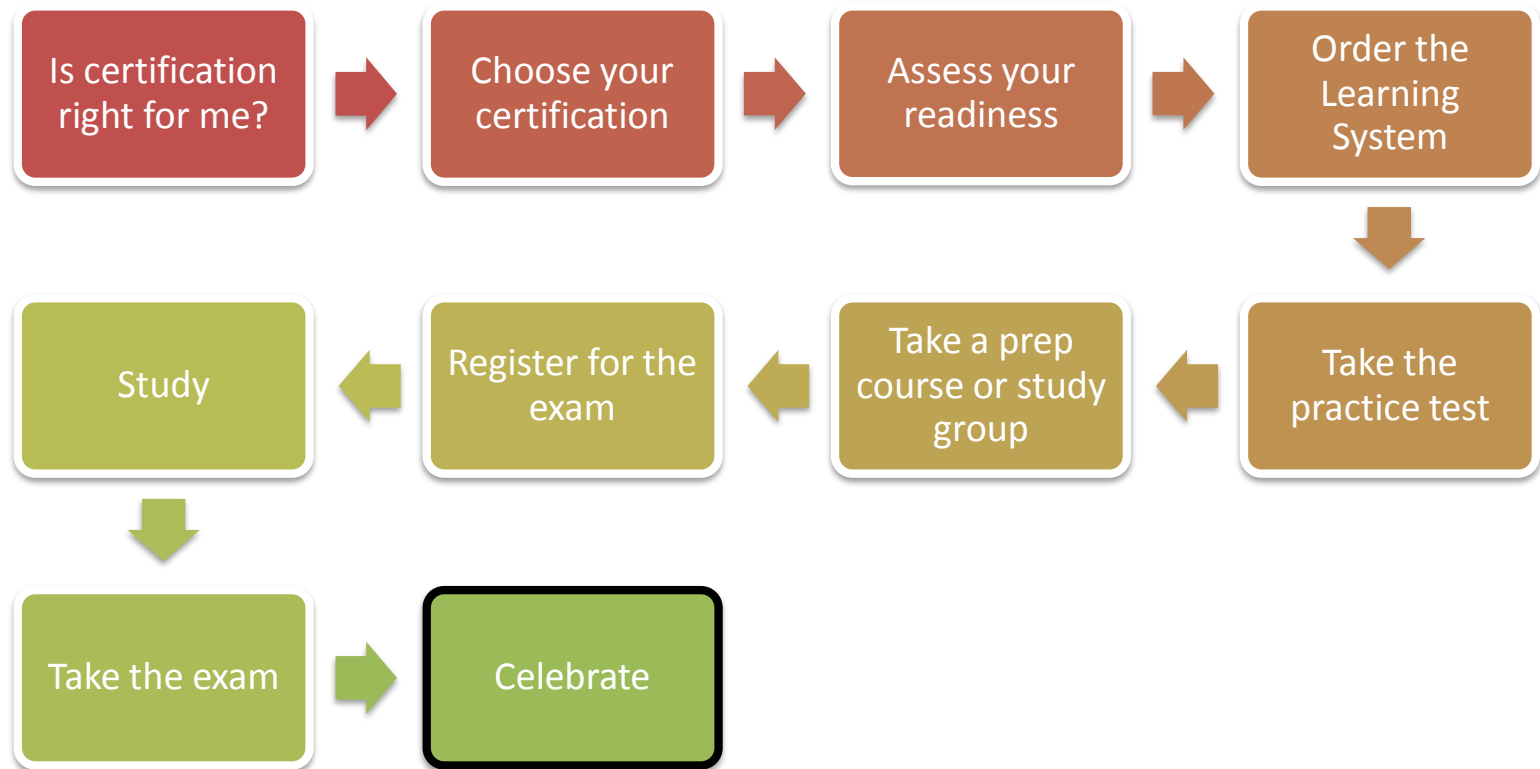 Is certification
right for me?
Choose your
certification
Assess your
readiness
Order the
Learning
System
Take the
practice test
Take a prep
course or study
group
Register for the
exam
Study
Take the exam
Celebrate